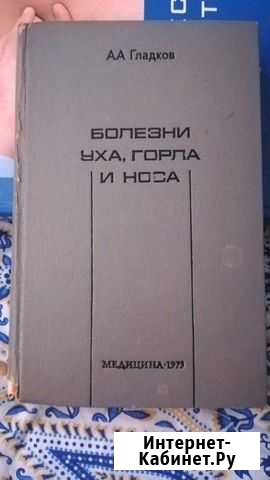 А.А Гладков
БОЛЕЗНИ
УХА, ГОРЛА
И НОСА
МЕДИЦИНА·1973
Интернет-
Кабинет.Ру